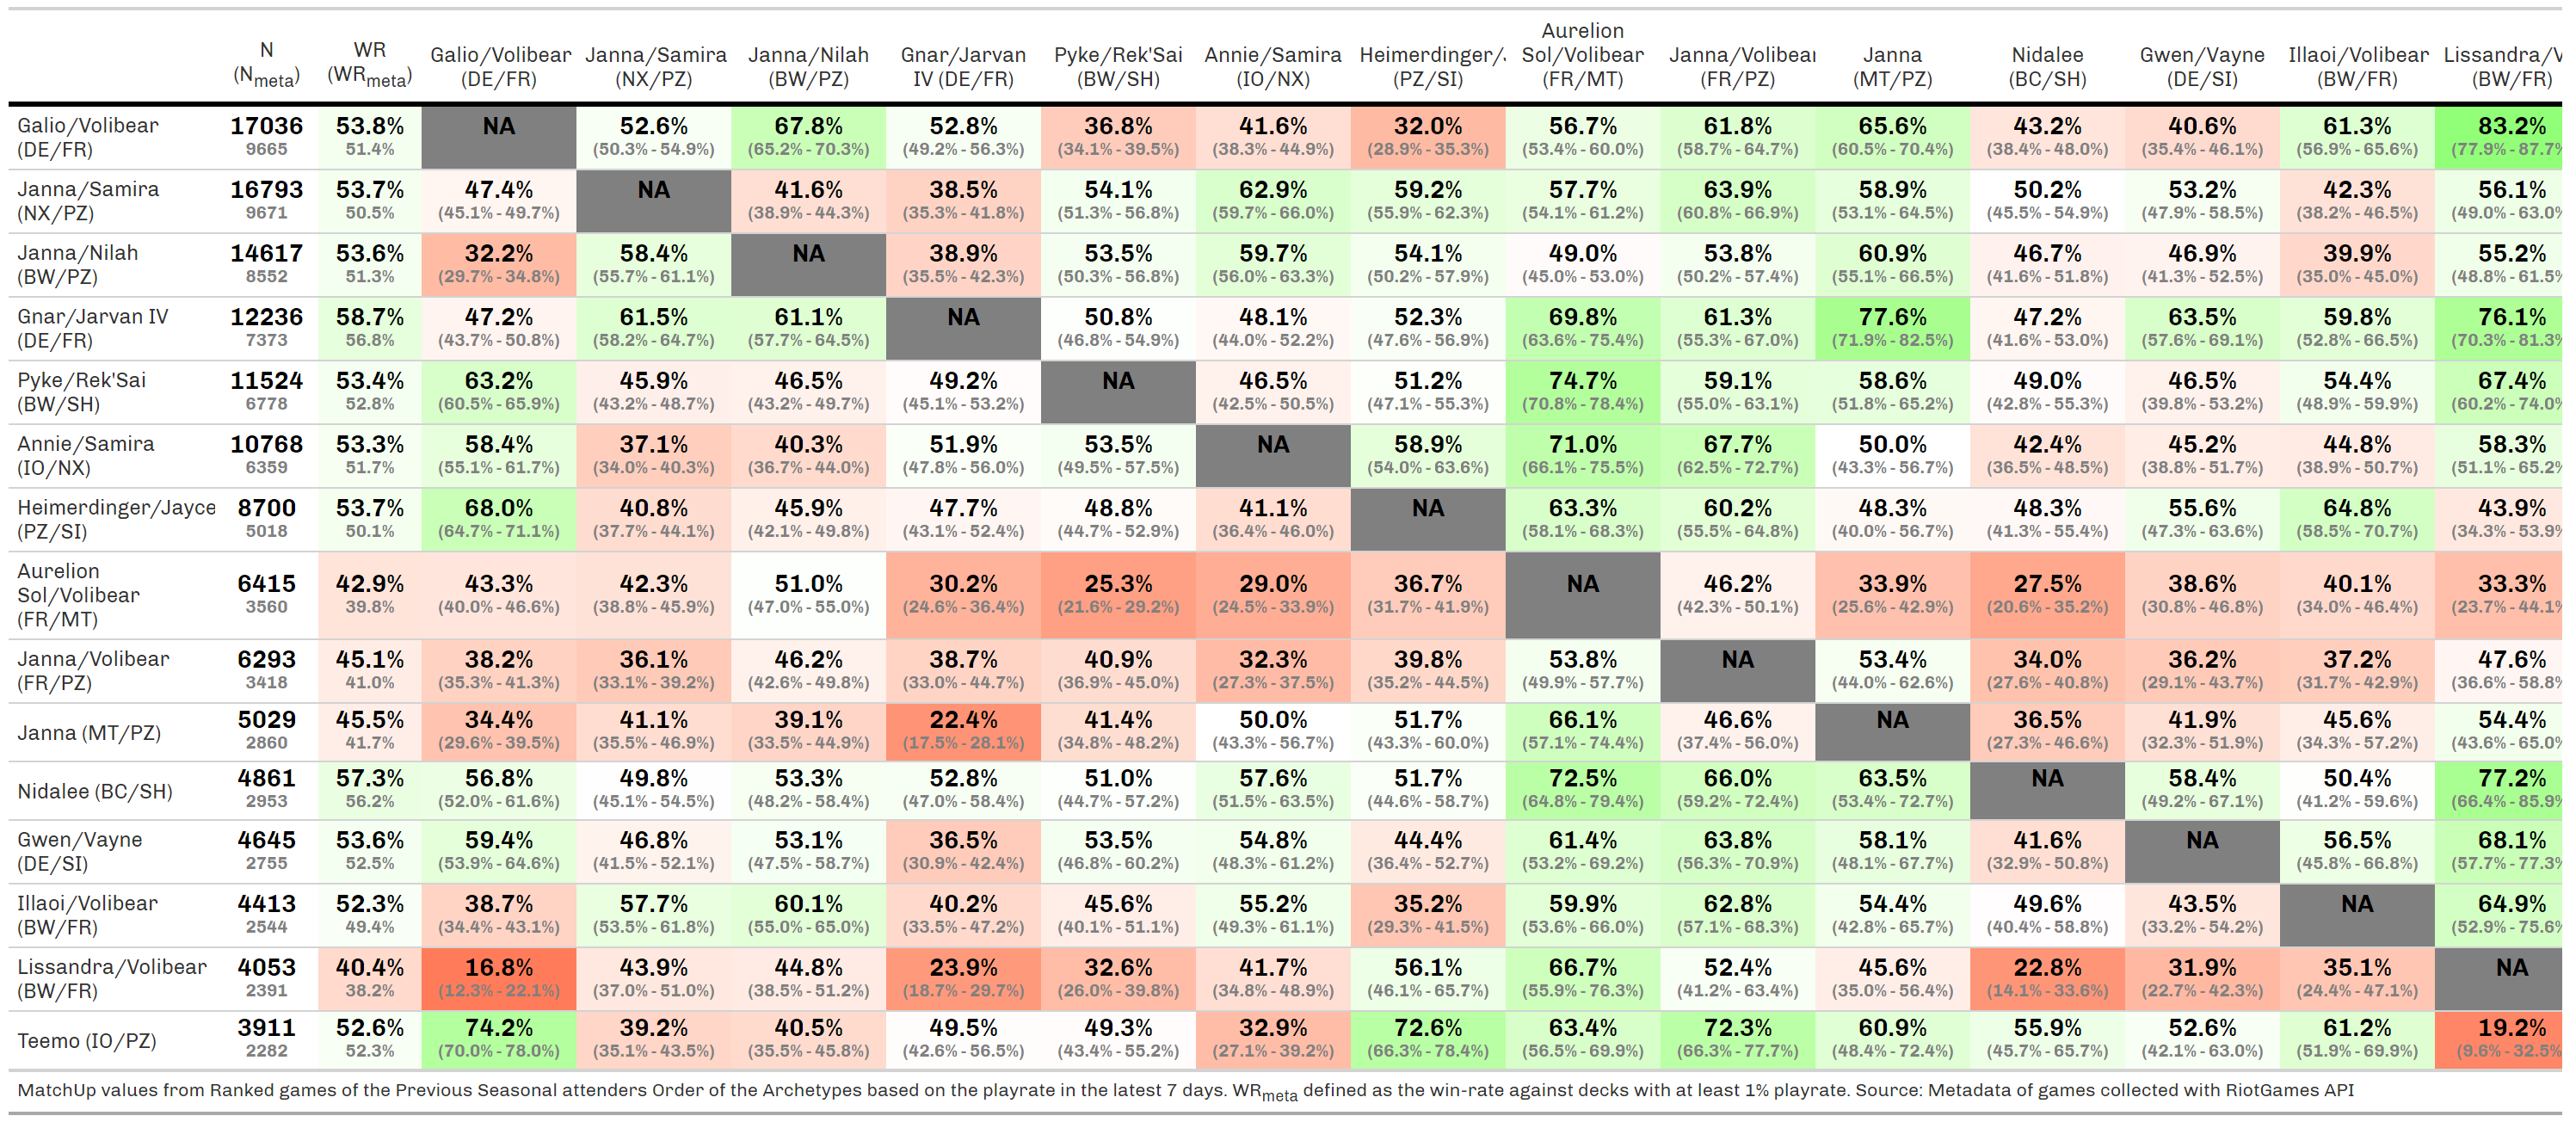 N (N_meta) WR (WR_meta) Galio/Volibear (DE/FR) Janna/Samira (NX/PZ) Janna/Nilah (BW/PZ) Gnar/Jarvan IV (DE/FR) Pyke/Rek'Sai (BW/SH) Annie/Samira (IO/NX) Heimerdinger/ (PZ/SI) Aurelion Sol/Volibear (FR/MT) Janna/Volibear (FR/PZ) Janna (MT/PZ) Nidalee (BC/SH) Gwen/Vayne (DE/SI) Illaoi/Volibear (BW/FR) Lissandra/V (BW/FR)
Galio/Volibear 17036 53.8% NA 52.6% 67.8% 52.8% 36.8% 41.6% 32.0% 56.7% 61.8% 65.6% 43.2% 40.6% 61.3% 83.2%
(DE/FR) 9665 51.4% (50.3% - 54.9%) (65.2% - 70.3%) (49.2% - 56.3%) (34.1% - 39.5%) (38.3% - 44.9%) (28.9% - 35.3%) (53.4% - 60.0%) (58.7% - 64.7%) (60.5% - 70.4%) (38.4% - 48.0%) (35.4% - 46.1%) (56.9% - 65.6%) (77.9% - 87.7%
Janna/Samira 16793 53.7% 47.4% NA 41.6% 38.5% 54.1% 62.9% 59.2% 57.7% 63.9% 58.9% 50.2% 53.2% 42.3% 56.1%
(NX/PZ) 9671 50.5% (45.1% - 49.7%) (38.9% - 44.3%) (35.3% - 41.8%) (51.3% - 56.8%) (59.7% - 66.0%) (55.9% - 62.3%) (54.1% - 61.2%) (60.8% - 66.9%) (53.1% - 64.5%) (45.5% - 54.9%) (47.9% - 58.5%) (38.2% - 46.5%) (49.0% - 63.0%
Janna/Nilah 14617 53.6% 32.2% 58.4% NA 38.9% 53.5% 59.7% 54.1% 49.0% 53.8% 60.9% 46.7% 46.9% 39.9% 55.2%
(BW/PZ) 8552 51.3% (29.7% - 34.8%) (55.7% - 61.1%) (35.5% - 42.3%) (50.3% - 56.8%) (56.0% - 63.3%) (50.2% - 57.9%) (45.0% - 53.0%) (50.2% - 57.4%) (55.1% - 66.5%) (41.6% - 51.8%) (41.3% - 52.5%) (35.0% - 45.0%) (48.8% - 61.5%
Gnar/Jarvan IV 12236 58.7% 47.2% 61.5% 61.1% NA 50.8% 48.1% 52.3% 69.8% 61.3% 77.6% 47.2% 63.5% 59.8% 76.1%
(DE/FR) 7373 56.8% (43.7% - 50.8%) (58.2% - 64.7%) (57.7% - 64.5%) (46.8% - 54.9%) (44.0% - 52.2%) (47.6% - 56.9%) (63.6% - 75.4%) (55.3% - 67.0%) (71.9% - 82.5%) (41.6% - 53.0%) (57.6% - 69.1%) (52.8% - 66.5%) (70.3% - 81.3%
Pyke/Rek'Sai 11524 53.4% 63.2% 45.9% 46.5% 49.2% NA 46.5% 51.2% 74.7% 59.1% 58.6% 49.0% 46.5% 54.4% 67.4%
(BW/SH) 6778 52.8% (60.5% - 65.9%) (43.2% - 48.7%) (43.2% - 49.7%) (45.1% - 53.2%) (42.5% - 50.5%) (47.1% - 55.3%) (70.8% - 78.4%) (55.0% - 63.1%) (51.8% - 65.2%) (42.8% - 55.3%) (39.8% - 53.2%) (48.9% - 59.9%) (60.2% - 74.0%
Annie/Samira 10768 53.3% 58.4% 37.1% 40.3% 51.9% 53.5% NA 58.9% 71.0% 67.7% 50.0% 42.4% 45.2% 44.8% 58.3%
(IO/NX) 6359 51.7% (55.1% - 61.7%) (34.0% - 40.3%) (36.7% - 44.0%) (47.8% - 56.0%) (49.5% - 57.5%) (54.0% - 63.6%) (66.1% - 75.5%) (62.5% - 72.7%) (43.3% - 56.7%) (36.5% - 48.5%) (38.8% - 51.7%) (38.9% - 50.7%) (51.1% - 65.2%
Heimerdinger/Jayce 8700 53.7% 68.0% 40.8% 45.9% 47.7% 48.8% 41.1% NA 63.3% 60.2% 48.3% 48.3% 55.6% 64.8% 43.9%
(PZ/SI) 5018 50.1% (64.7% - 71.1%) (37.7% - 44.1%) (42.1% - 49.8%) (43.1% - 52.4%) (44.7% - 52.9%) (36.4% - 46.0%) (58.1% - 68.3%) (55.5% - 64.8%) (40.0% - 56.7%) (41.3% - 55.4%) (47.3% - 63.6%) (58.5% - 70.7%) (34.3% - 53.9%
Aurelion
Sol/Volibear 6415 42.9% 43.3% 42.3% 51.0% 30.2% 25.3% 29.0% 36.7% NA 46.2% 33.9% 27.5% 38.6% 40.1% 33.3%
(FR/MT) 3560 39.8% (40.0% - 46.6%) (38.8% - 45.9%) (47.0% - 55.0%) (24.6% - 36.4%) (21.6% - 29.2%) (24.5% - 33.9%) (31.7% - 41.9%) (42.3% - 50.1%) (25.6% - 42.9%) (20.6% - 35.2%) (30.8% - 46.8%) (34.0% - 46.4%) (23.7% - 44.1%
Janna/Volibear 6293 45.1% 38.2% 36.1% 46.2% 38.7% 40.9% 32.3% 39.8% 53.8% NA 53.4% 34.0% 36.2% 37.2% 47.6%
(FR/PZ) 3418 41.0% (35.3% - 41.3%) (33.1% - 39.2%) (42.6% - 49.8%) (33.0% - 44.7%) (36.9% - 45.0%) (27.3% - 37.5%) (35.2% - 44.5%) (49.9% - 57.7%) (44.0% - 62.6%) (27.6% - 40.8%) (29.1% - 43.7%) (31.7% - 42.9%) (36.6% - 58.8%
Janna (MT/PZ) 5029 45.5% 34.4% 41.1% 39.1% 22.4% 41.4% 50.0% 51.7% 66.1% 46.6% NA 36.5% 41.9% 45.6% 54.4%
2860 41.7% (29.6% - 39.5%) (35.5% - 46.9%) (33.5% - 44.9%) (17.5% - 28.1%) (34.8% - 48.2%) (43.3% - 56.7%) (43.3% - 60.0%) (57.1% - 74.4%) (37.4% - 56.0%) (27.3% - 46.6%) (32.3% - 51.9%) (34.3% - 57.2%) (43.6% - 65.0%
Nidalee (BC/SH) 4861 57.3% 56.8% 49.8% 53.3% 52.8% 51.0% 57.6% 51.7% 72.5% 66.0% 63.5% NA 58.4% 50.4% 77.2%
2953 56.2% (52.0% - 61.6%) (45.1% - 54.5%) (48.2% - 58.4%) (47.0% - 58.4%) (44.7% - 57.2%) (51.5% - 63.5%) (44.6% - 58.7%) (64.8% - 79.4%) (59.2% - 72.4%) (53.4% - 72.7%) (49.2% - 67.1%) (41.2% - 59.6%) (66.4% - 85.9%
Gwen/Vayne 4645 53.6% 59.4% 46.8% 53.1% 36.5% 53.5% 54.8% 44.4% 61.4% 63.8% 58.1% 41.6% NA 56.5% 68.1%
(DE/SI) 2755 52.5% (53.9% - 64.6%) (41.5% - 52.1%) (47.5% - 58.7%) (30.9% - 42.4%) (46.8% - 60.2%) (48.3% - 61.2%) (36.4% - 52.7%) (53.2% - 69.2%) (56.3% - 70.9%) (48.1% - 67.7%) (32.9% - 50.8%) (45.8% - 66.8%) (57.7% - 77.3%
Illaoi/Volibear 4413 52.3% 38.7% 57.7% 60.1% 40.2% 45.6% 55.2% 35.2% 59.9% 62.8% 54.4% 49.6% 43.5% NA 64.9%
(BW/FR) 2544 49.4% (34.4% - 43.1%) (53.5% - 61.8%) (55.0% - 65.0%) (33.5% - 47.2%) (40.1% - 51.1%) (49.3% - 61.1%) (29.3% - 41.5%) (53.6% - 66.0%) (57.1% - 68.3%) (42.8% - 65.7%) (40.4% - 58.8%) (33.2% - 54.2%) (52.9% - 75.6%
Lissandra/Volibear 4053 40.4% 16.8% 43.9% 44.8% 23.9% 32.6% 41.7% 56.1% 66.7% 52.4% 45.6% 22.8% 31.9% 35.1% NA
(BW/FR) 2391 38.2% (12.3% - 22.1%) (37.0% - 51.0%) (38.5% - 51.2%) (18.7% - 29.7%) (26.0% - 39.8%) (34.8% - 48.9%) (46.1% - 65.7%) (55.9% - 76.3%) (41.2% - 63.4%) (35.0% - 56.4%) (14.1% - 33.6%) (22.7% - 42.3%) (24.4% - 47.1%)
Teemo (IO/PZ) 3911 52.6% 74.2% 39.2% 40.5% 49.5% 49.3% 32.9% 72.6% 63.4% 72.3% 60.9% 55.9% 52.6% 61.2% 19.2%
2282 52.3% (70.0% - 78.0%) (35.1% - 43.5%) (35.5% - 45.8%) (42.6% - 56.5%) (43.4% - 55.2%) (27.1% - 39.2%) (66.3% - 78.4%) (56.5% - 69.9%) (66.3% - 77.7%) (48.4% - 72.4%) (45.7% - 65.7%) (42.1% - 63.0%) (51.9% - 69.9%) (9.6% - 32.5%
MatchUp values from Ranked games of the Previous Seasonal attenders Order of the Archetypes based on the playrate in the latest 7 days. WR_meta defined as the win-rate against decks with at least 1% playrate. Source: Metadata of games collected with RiotGames API